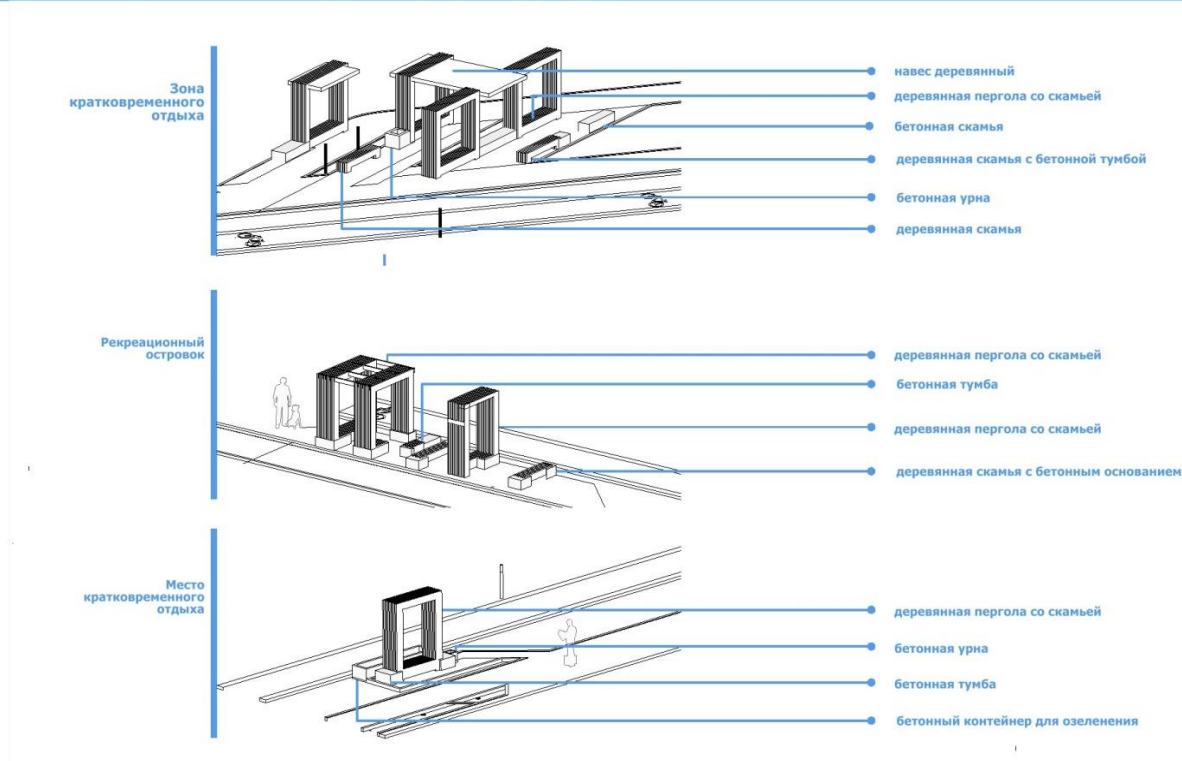 Зона
кратковременного
отдыха
навес деревянный
деревянная пергола со скамьей
бетонная скамья
деревянная скамья с бетонной тумбой
бетонная урна
деревянная скамья
Рекреационный
островок
деревянная пергола со скамьей
бетонная тумба
деревянная пергола со скамьей
деревянная скамья с бетонным основанием
Место
кратковременного
отдыха
деревянная пергола со скамьей
бетонная урна
бетонная тумба
бетонный контейнер для озеленения